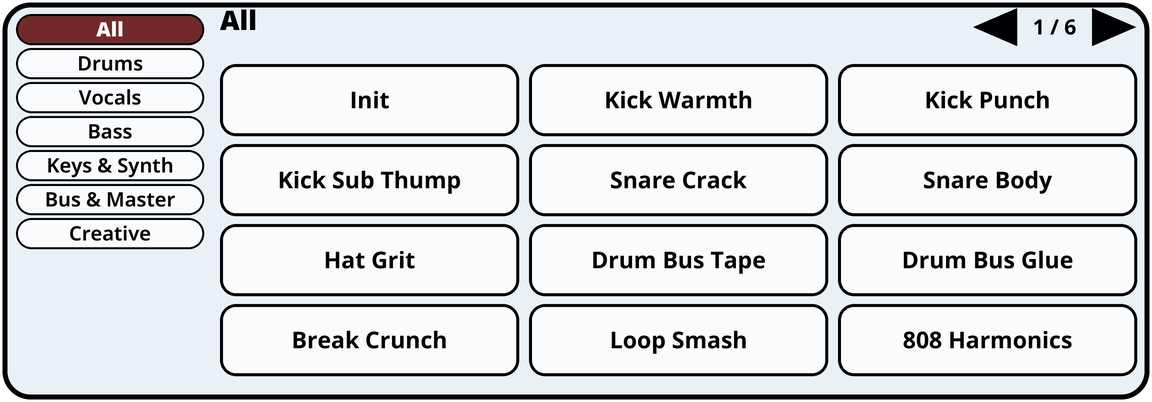 All
Drums
Vocals
Bass
Keys & Synth
Bus & Master
Creative
All
1 / 6
Init
Kick Warmth
Kick Punch
Kick Sub Thump
Snare Crack
Snare Body
Hat Grit
Drum Bus Tape
Drum Bus Glue
Break Crunch
Loop Smash
808 Harmonics